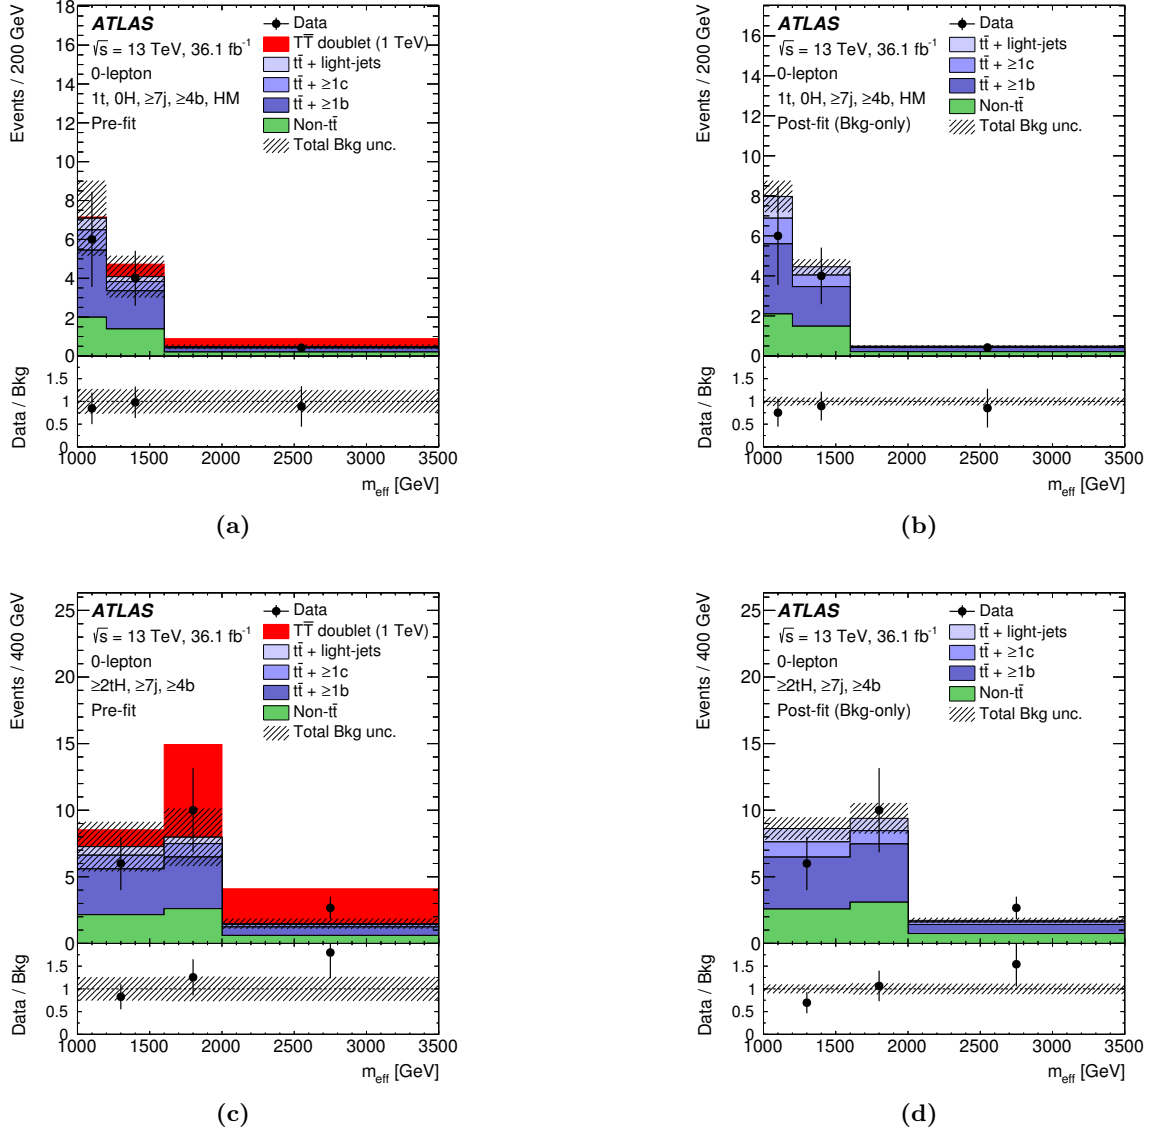 Events / 200 GeV
18
16
14
12
10
8
6
4
2
0
ATLAS
√s = 13 TeV, 36.1 fb⁻¹
0-lepton
1t, 0H, ≥7j, ≥4b, HM
Pre-fit
Data
TT̅ doublet (1 TeV)
tt̅ + light-jets
tt̅ + ≥1c
tt̅ + ≥1b
Non-tt̅
Total Bkg unc.
Data / Bkg
1.5
1
0.5
0
1000 1500 2000 2500 3000 3500
m_eff [GeV]
(a)
Events / 200 GeV
16
14
12
10
8
6
4
2
0
ATLAS
√s = 13 TeV, 36.1 fb⁻¹
0-lepton
1t, 0H, ≥7j, ≥4b, HM
Post-fit (Bkg-only)
Data
tt̅ + light-jets
tt̅ + ≥1c
tt̅ + ≥1b
Non-tt̅
Total Bkg unc.
Data / Bkg
1.5
1
0.5
0
1000 1500 2000 2500 3000 3500
m_eff [GeV]
(b)
Events / 400 GeV
25
20
15
10
5
0
ATLAS
√s = 13 TeV, 36.1 fb⁻¹
0-lepton
≥2tH, ≥7j, ≥4b
Pre-fit
Data
TT̅ doublet (1 TeV)
tt̅ + light-jets
tt̅ + ≥1c
tt̅ + ≥1b
Non-tt̅
Total Bkg unc.
Data / Bkg
1.5
1
0.5
0
1000 1500 2000 2500 3000 3500
m_eff [GeV]
(c)
Events / 400 GeV
25
20
15
10
5
0
ATLAS
√s = 13 TeV, 36.1 fb⁻¹
0-lepton
≥2tH, ≥7j, ≥4b
Post-fit (Bkg-only)
Data
tt̅ + light-jets
tt̅ + ≥1c
tt̅ + ≥1b
Non-tt̅
Total Bkg unc.
Data / Bkg
1.5
1
0.5
0
1000 1500 2000 2500 3000 3500
m_eff [GeV]
(d)